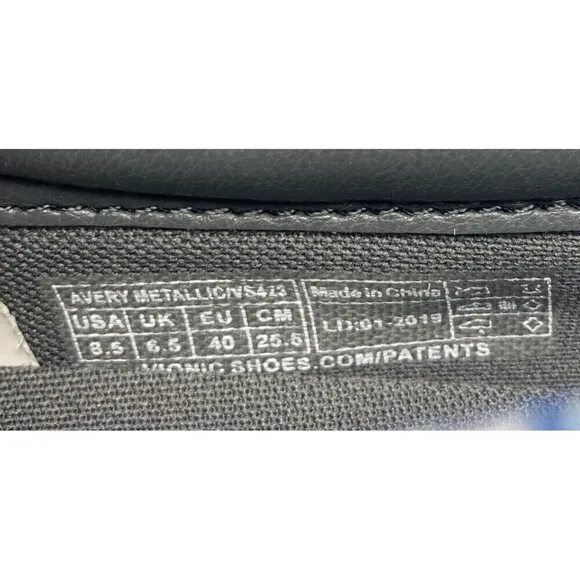 AVERY METALLIC/VS473 Made in China
USA UK EU CM
8.5 6.5 40 25.5 LD:01-2019
VIONIC SHOES.COM/PATENTS